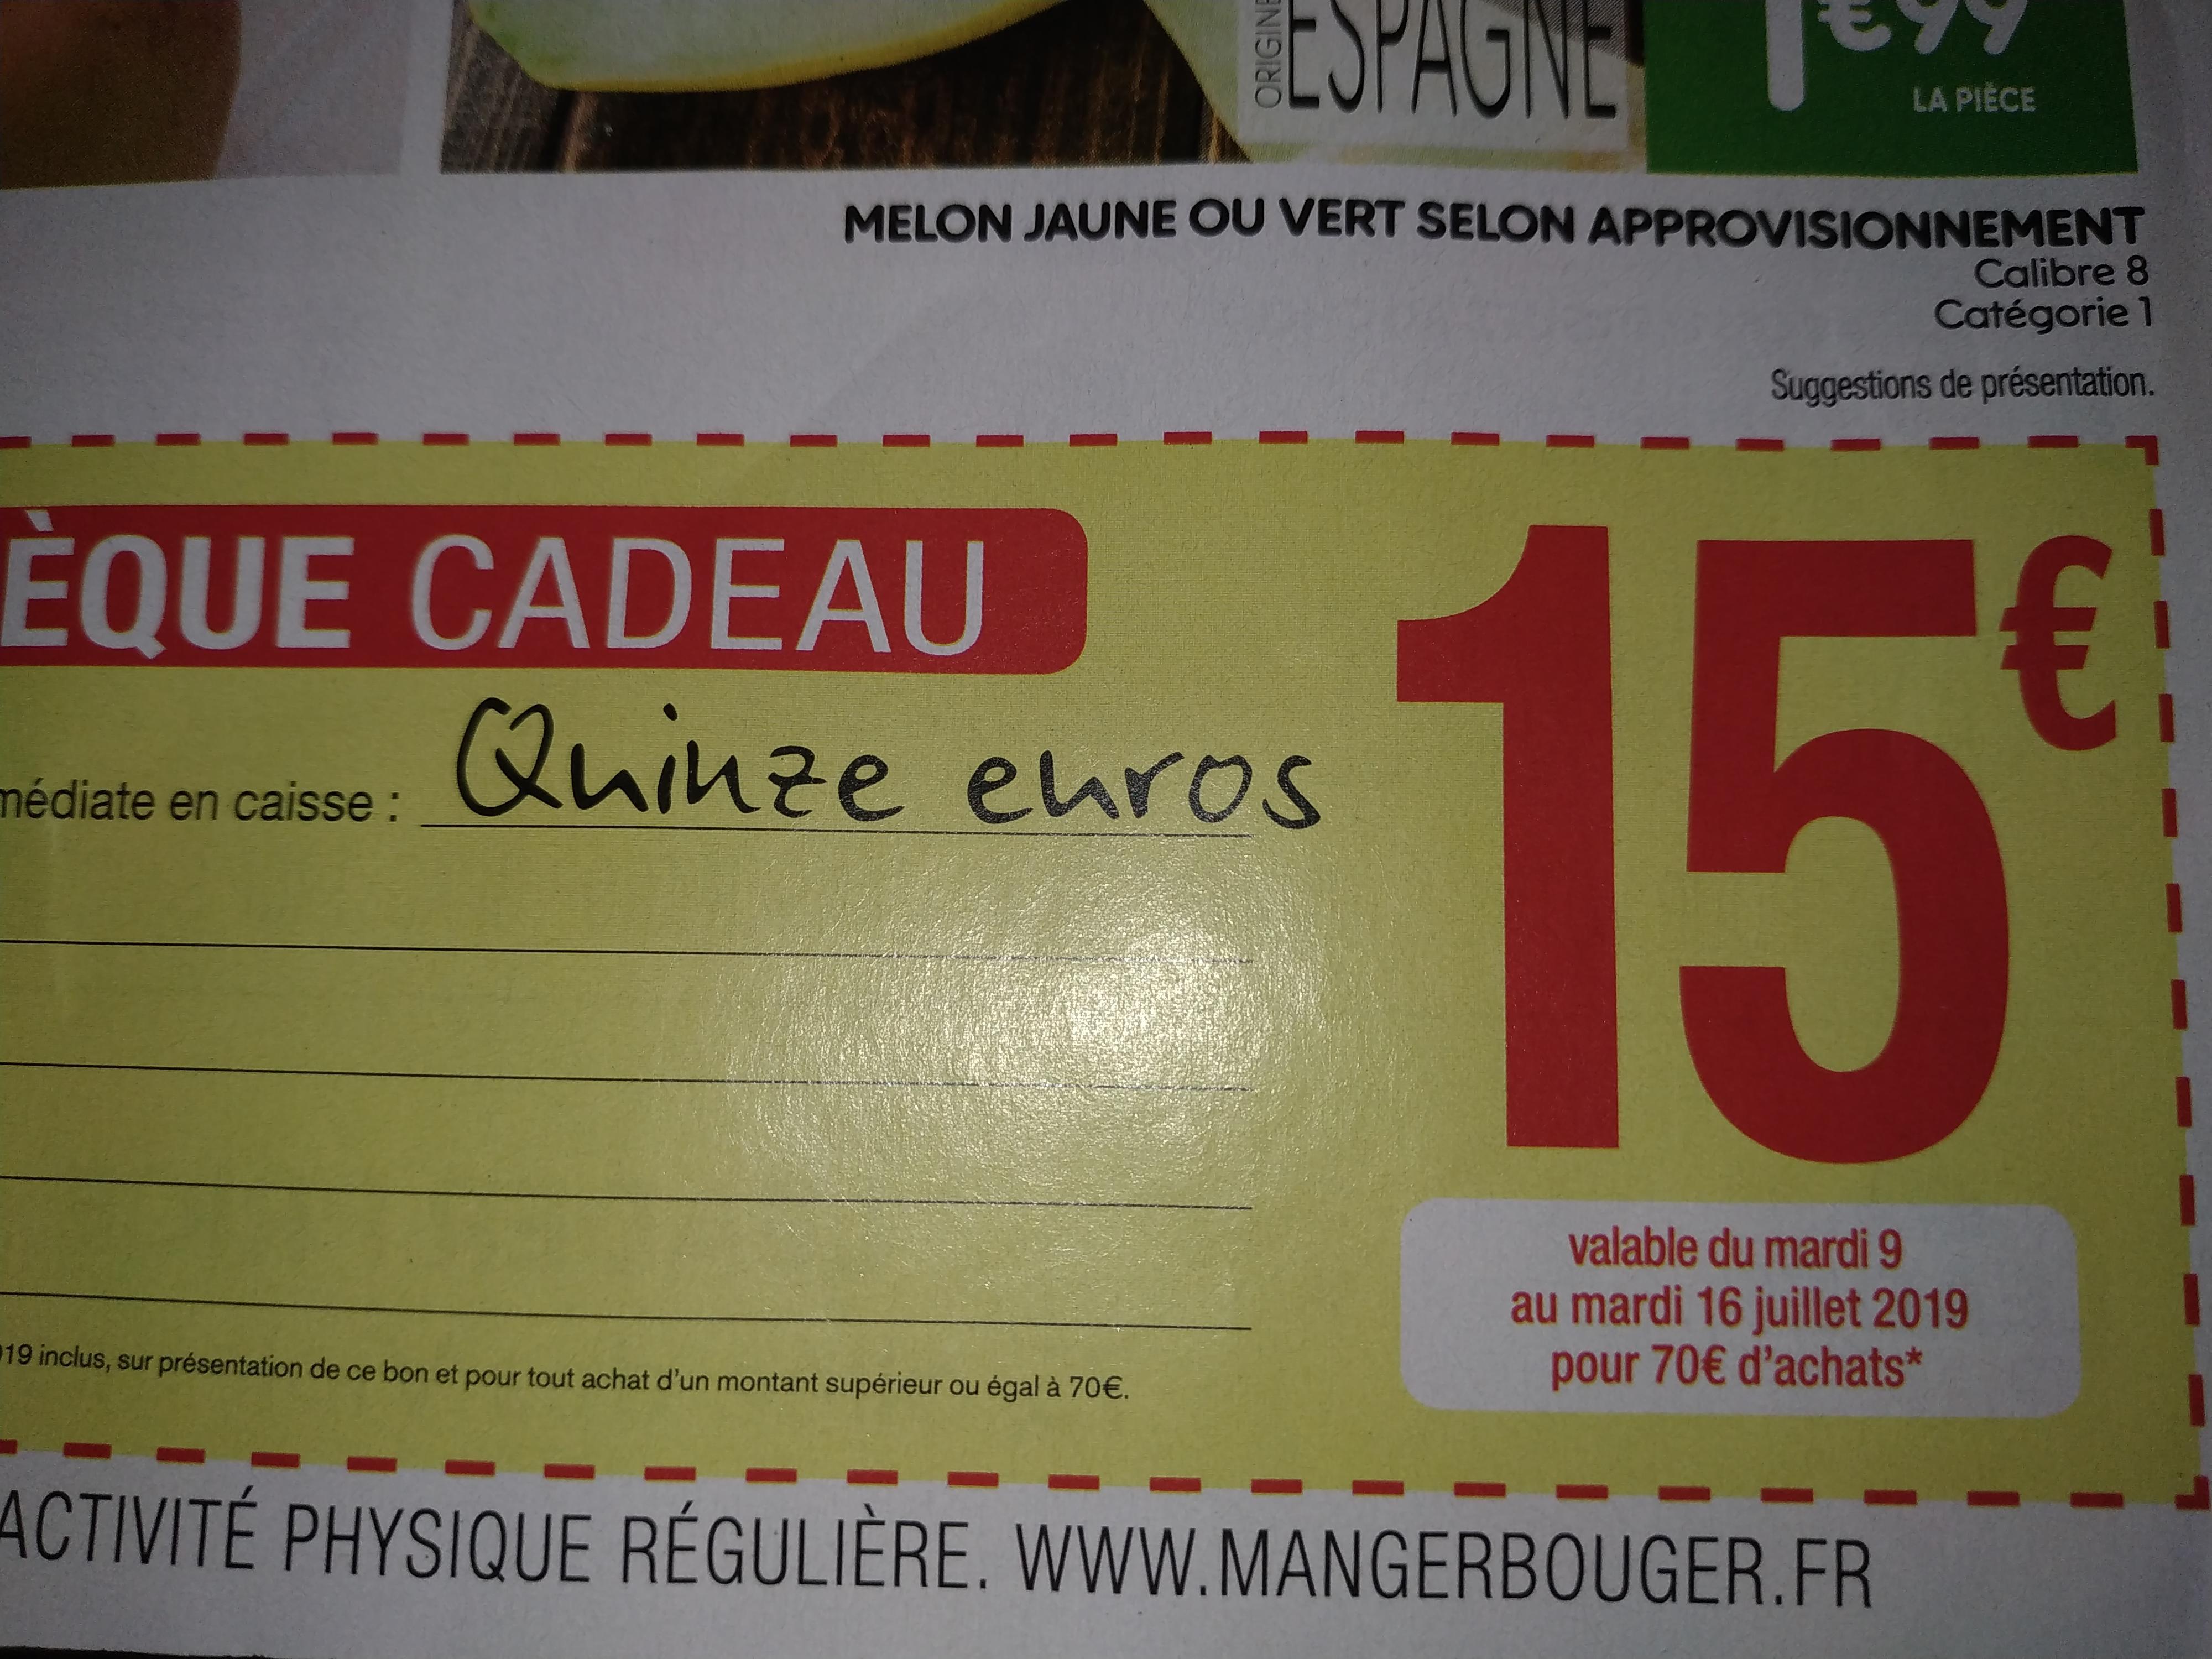 ORIGINE
ESPAGNE
1€99
LA PIÈCE
MELON JAUNE OU VERT SELON APPROVISIONNEMENT
Calibre 8
Catégorie 1
Suggestions de présentation.
ÈQUE CADEAU
15€
médiate en caisse : Quinze euros
valable du mardi 9
au mardi 16 juillet 2019
pour 70€ d'achats*
19 inclus, sur présentation de ce bon et pour tout achat d'un montant supérieur ou égal à 70€.
ACTIVITÉ PHYSIQUE RÉGULIÈRE. WWW.MANGERBOUGER.FR